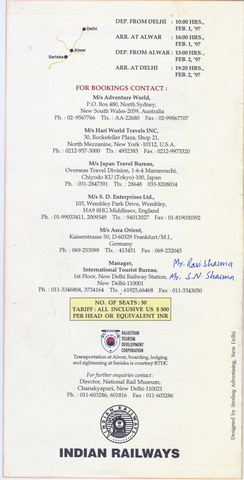 Delhi
Alwar
Sariska
DEP. FROM DELHI : 10:00 HRS.,
FEB. 1, '97
ARR. AT ALWAR : 16:00 HRS.,
FEB. 1, '97
DEP. FROM ALWAR : 13:00 HRS.,
FEB. 2, '97
ARR. AT DELHI : 19:20 HRS.,
FEB. 2, '97
FOR BOOKINGS CONTACT :
M/s Adventure World,
P.O. Box 480, North Sydney,
New South Wales-2059, Australia
Ph. : 02-9567766 Tlx. : AA-22680 Fax : 02-99567707
M/s Hari World Travels INC,
30, Rockefeller Plaza, Shop 21,
North Mezzanine, New York-10112, U.S.A.
Ph. : 0212-957-3000 Tlx : 4952383 Fax : 0212-9973320
M/s Japan Travel Bureau,
Overseas Travel Division, 1-6-4 Marunouchi,
Chiyodo KU (Tokyo)-100, Japan
Ph. : 031-2847391 Tlx. : 28648 033-8208014
M/s S. D. Enterprises Ltd.,
103, Wembley Park Drive, Wembley,
HA9 8HG Middlesex, England
Ph. : 01-99033411, 2009549 Tlx. : 94012027 Fax : 01-819030392
M/s Asra Orient,
Kaiserstasse 50, D-60329 Frankfurt/M.I.,
Germany
Ph. : 069-253098 Tlx. : 413451 Fax : 069-232045
Manager,
International Tourist Bureau,
1st Floor, New Delhi Railway Station,
New Delhi-110001
Ph. : 011-3346804, 3734164 Tlx. : 61925,66468 Fax : 011-3343050
Mr. Ravi Sharma
Mr. S.N. Sharma
NO. OF SEATS : 50
TARIFF : ALL INCLUSIVE US $ 300
PER HEAD OR EQUIVALENT INR
RAJASTHAN
TOURISM
DEVELOPMENT
CORPORATION
Transportation at Alwar, boarding, lodging
and sightseeing at Sariska is courtesy RTDC
For further enquiries contact :
Director, National Rail Museum,
Chanakyapuri, New Delhi-110021
Ph. : 011-603286, 601816 Fax : 011-603286
INDIAN RAILWAYS
Designed by Sterling Advertising, New Delhi